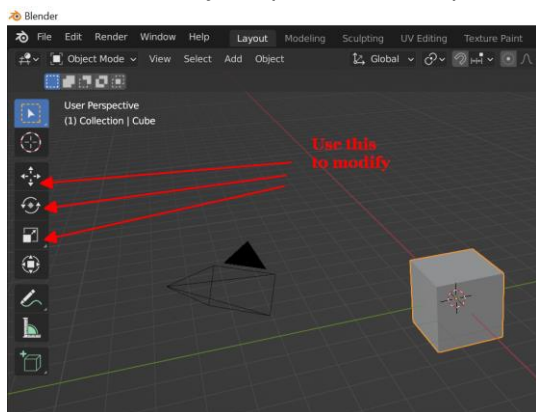 Blender
File Edit Render Window Help Layout Modeling Sculpting UV Editing Texture Paint
Object Mode View Select Add Object Global
User Perspective
(1) Collection | Cube
Use this
to modify